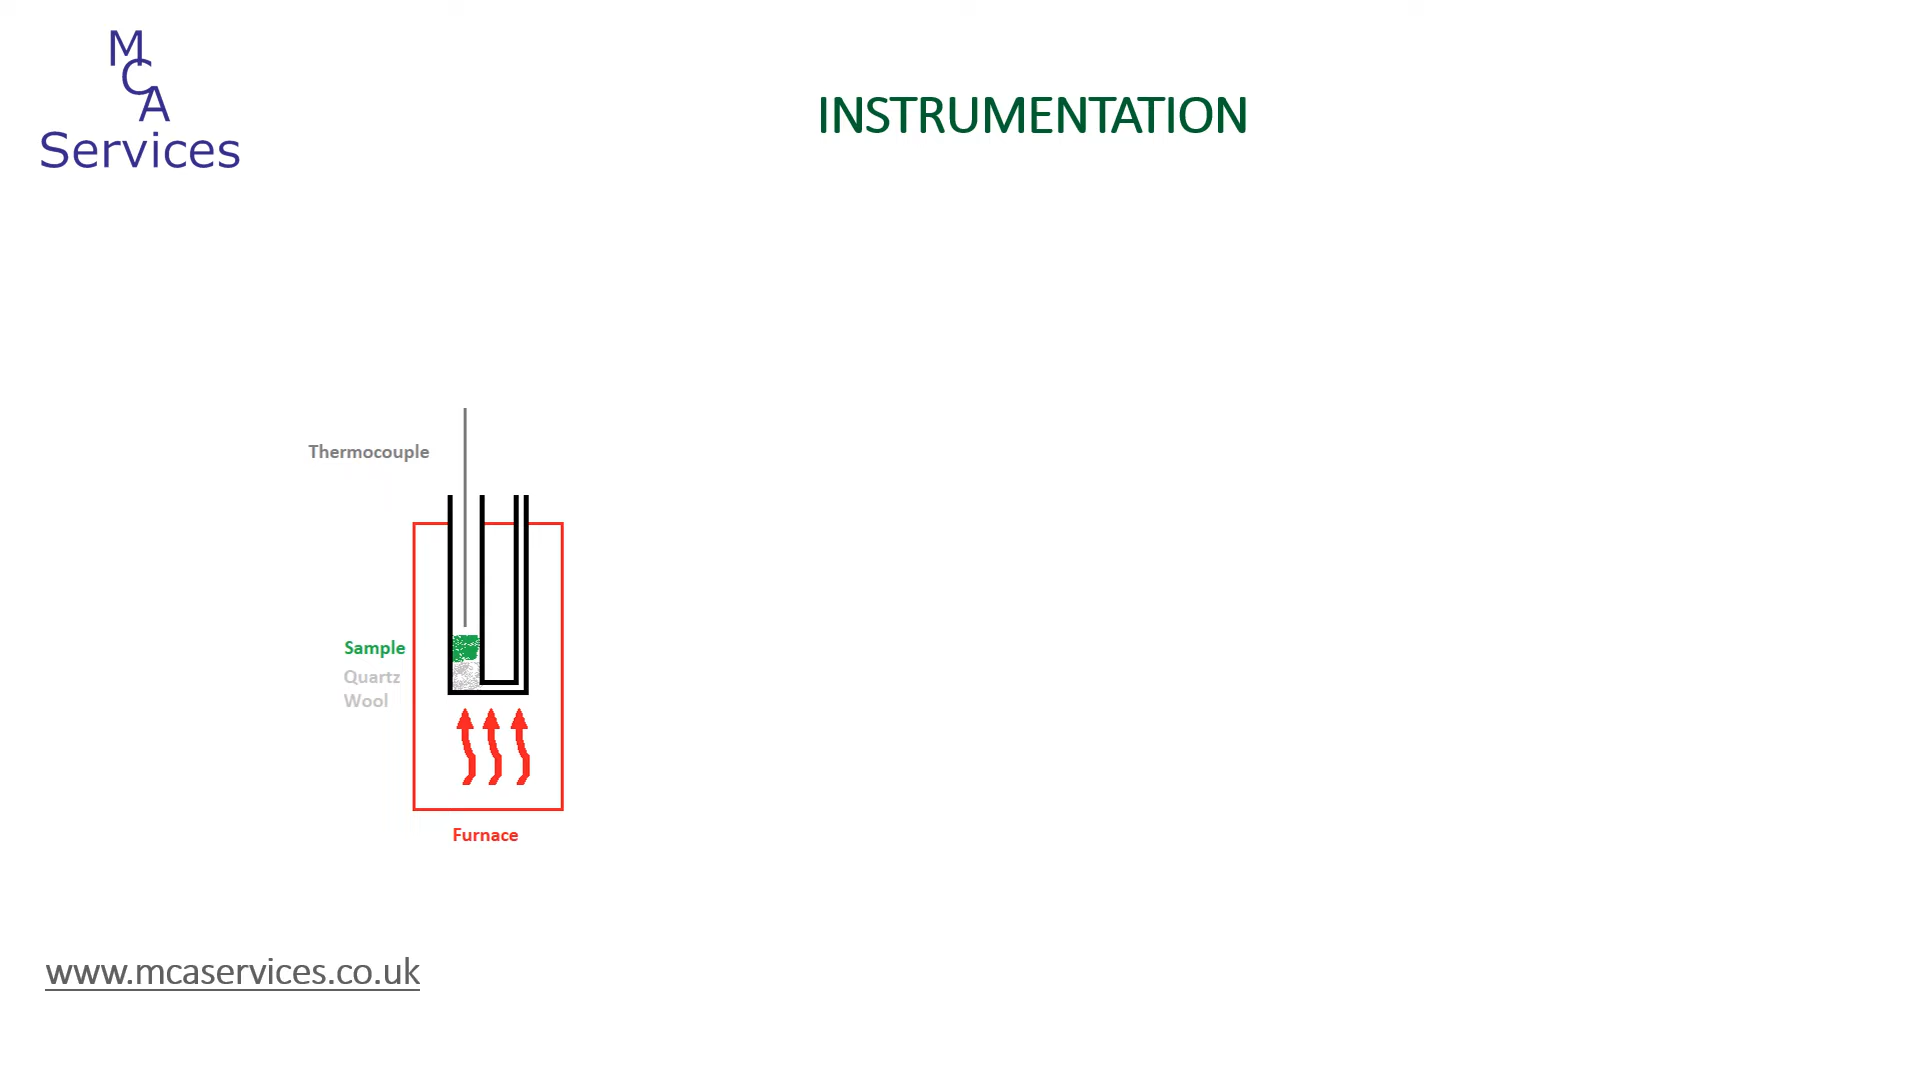 M
C
A
Services
INSTRUMENTATION
Thermocouple
Sample
Quartz
Wool
Furnace
www.mcaservices.co.uk